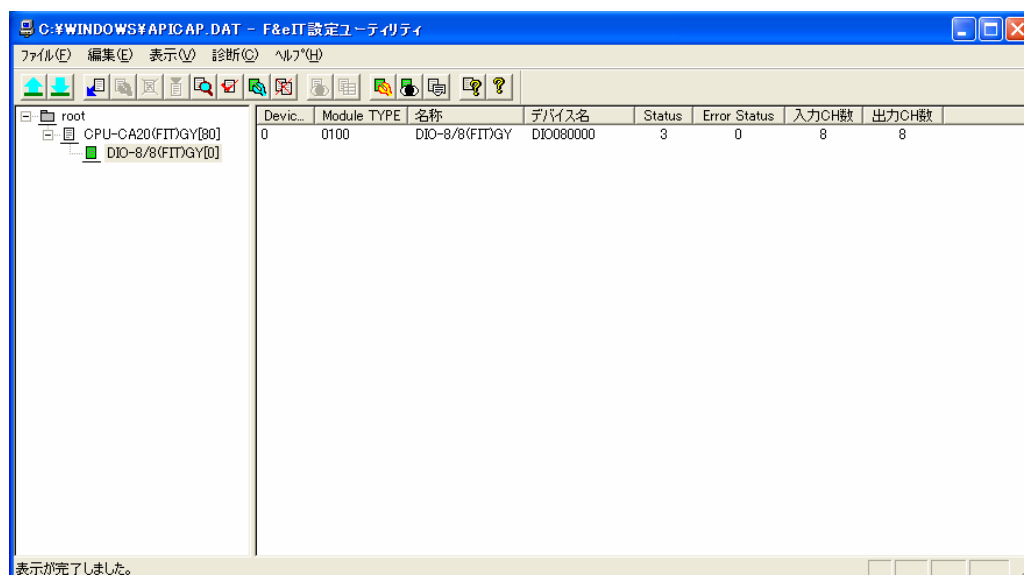 C:¥WINDOWS¥APICAP.DAT - F&eIT設定ユーティリティ
ファイル(F) 編集(E) 表示(V) 診断(C) ヘルプ(H)
root
CPU-CA20(FIT)GY[80]
DIO-8/8(FIT)GY[0]
Devic... Module TYPE 名称 デバイス名 Status Error Status 入力CH数 出力CH数
0 0100 DIO-8/8(FIT)GY DIO080000 3 0 8 8
表示が完了しました。